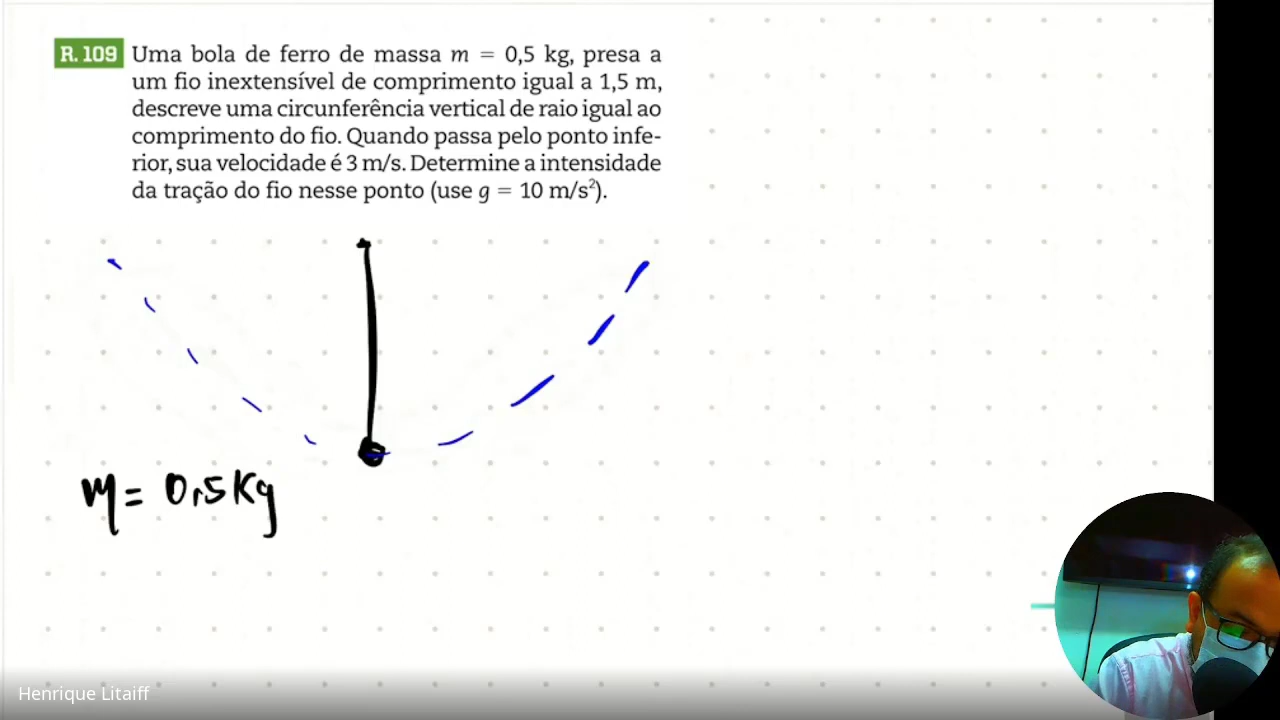 R. 109 Uma bola de ferro de massa m = 0,5 kg, presa a
um fio inextensível de comprimento igual a 1,5 m,
descreve uma circunferência vertical de raio igual ao
comprimento do fio. Quando passa pelo ponto infe-
rior, sua velocidade é 3 m/s. Determine a intensidade
da tração do fio nesse ponto (use g = 10 m/s²).
m = 0,5 Kg
Henrique Litaiff